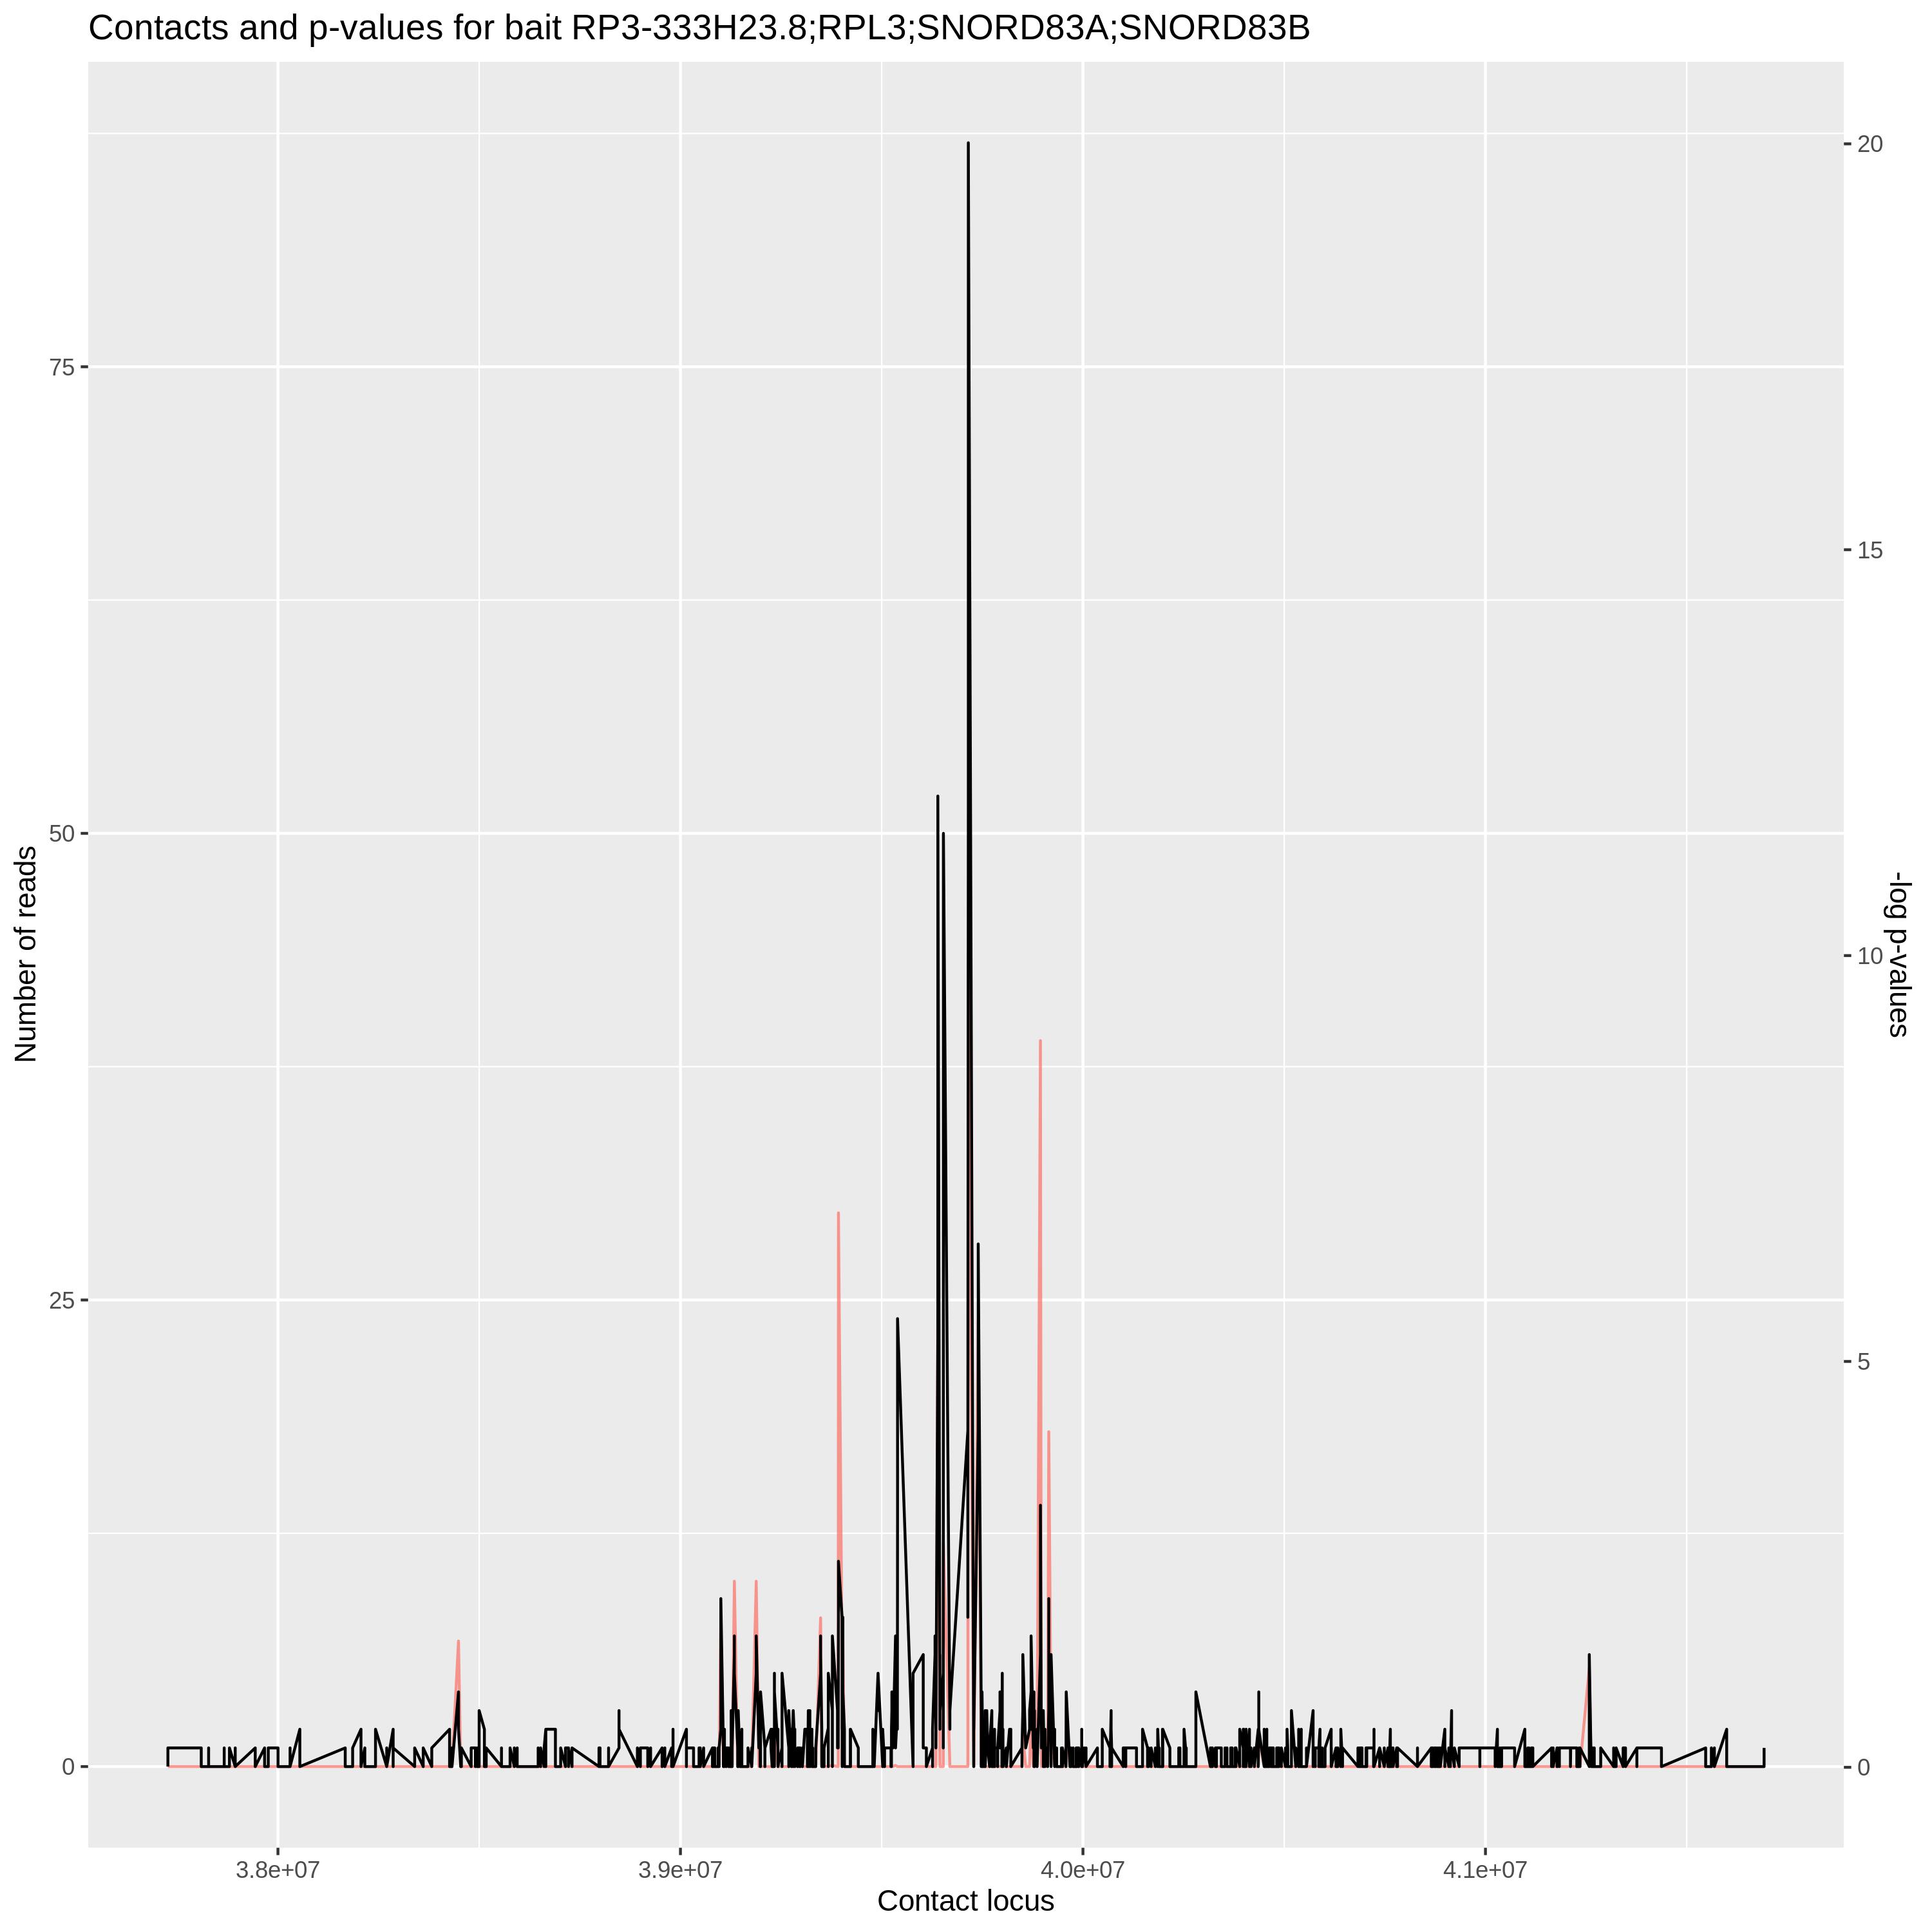 Contacts and p-values for bait RP3-333H23.8;RPL3;SNORD83A;SNORD83B
Number of reads
75
50
25
0
20
15
10
5
0
-log p-values
3.8e+07
3.9e+07
4.0e+07
4.1e+07
Contact locus